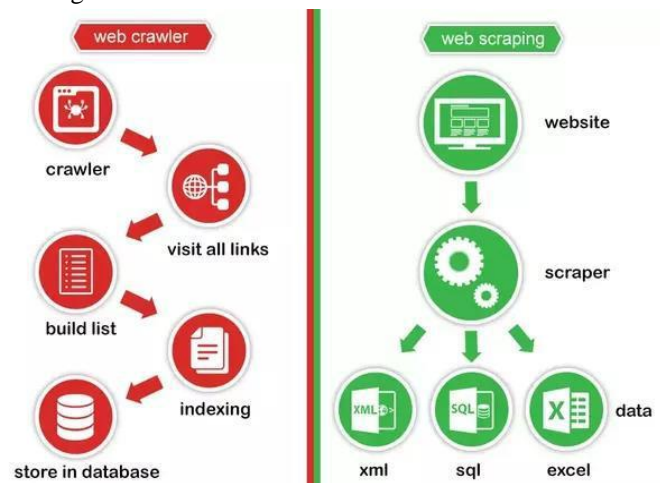 web crawler
crawler
visit all links
build list
indexing
store in database
web scraping
website
scraper
XML
SQL
X
data
xml
sql
excel